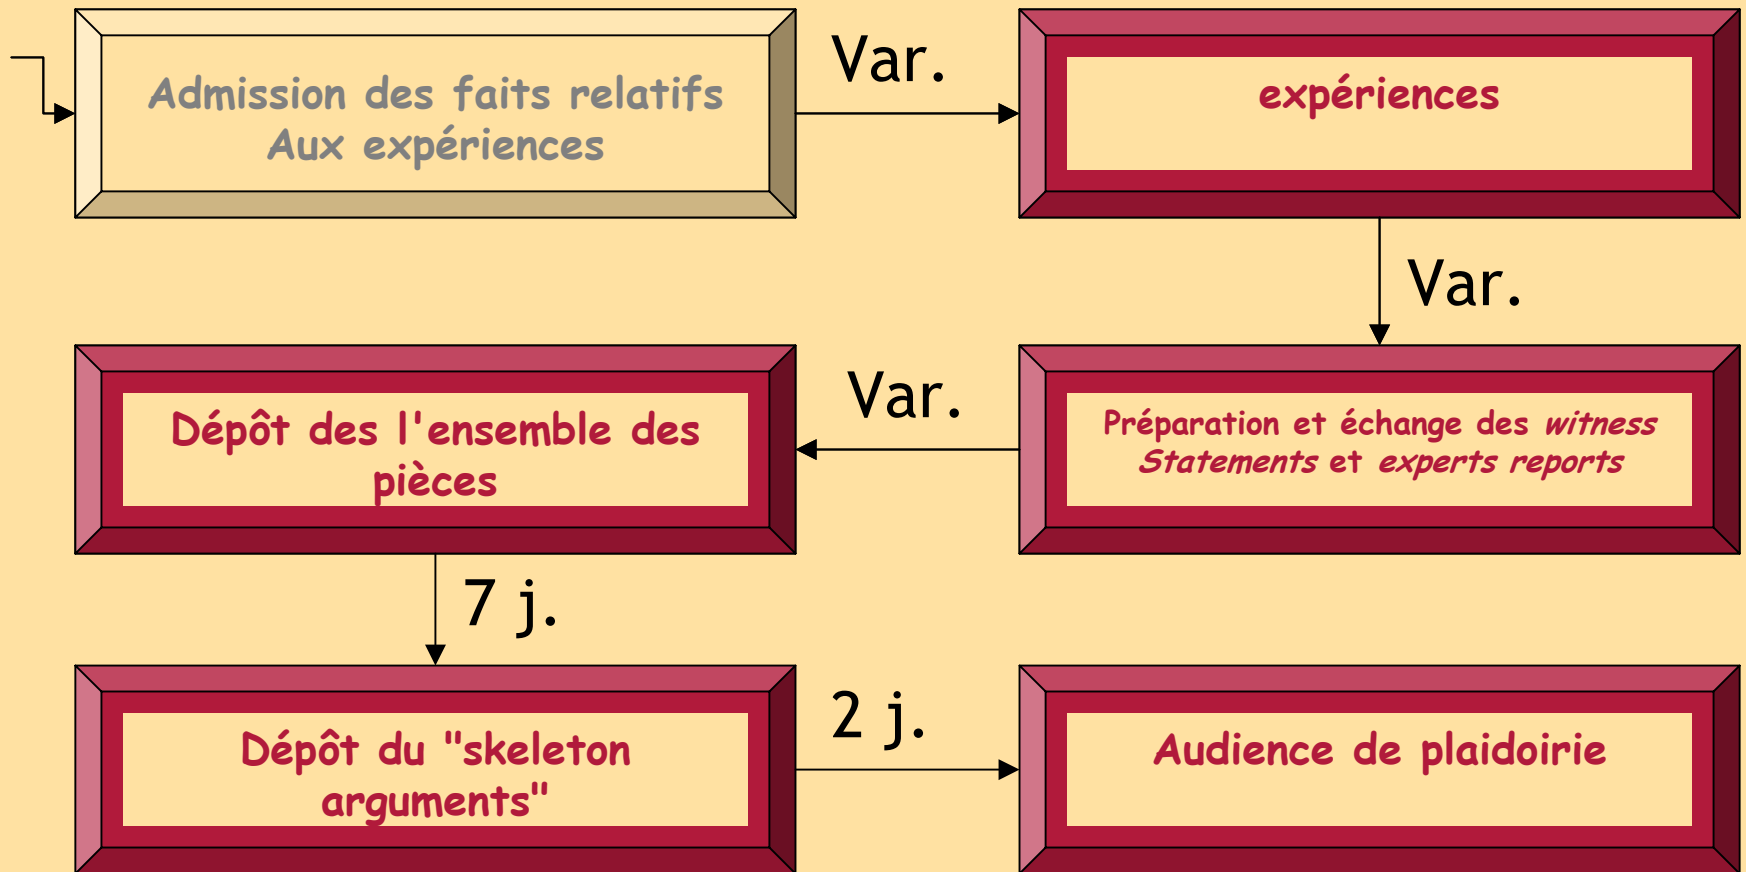 Admission des faits relatifs
Aux expériences
Var.
expériences
Var.
Préparation et échange des witness
Statements et experts reports
Var.
Dépôt des l'ensemble des
pièces
7 j.
Dépôt du "skeleton
arguments"
2 j.
Audience de plaidoirie